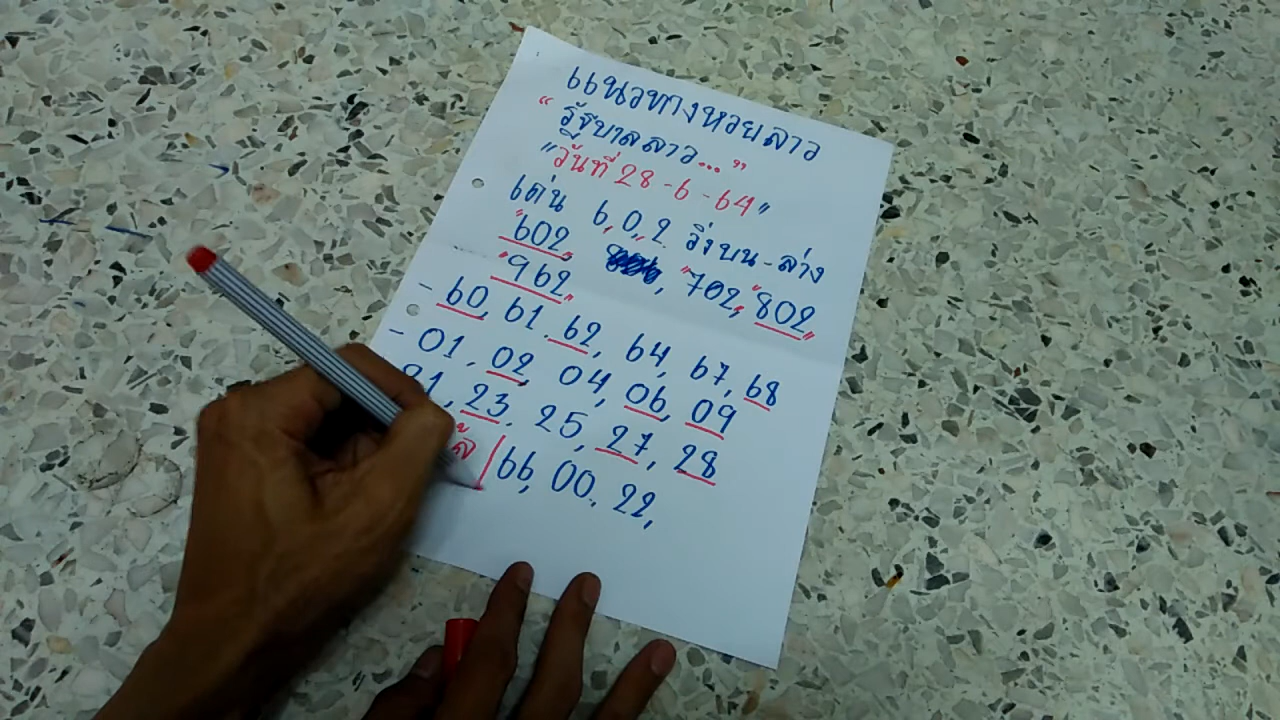 แนวทางหวยลาว
"รัฐบาลลาว..."
"วันที่ 28-6-64"
เด่น 6,0,2 วิ่งบน-ล่าง
"602", "702", "802"
"962"
- 60, 61. 62, 64, 67, 68
- 01. 02, 04, 06, 09
21, 23. 25, 27, 28
66, 00. 22,